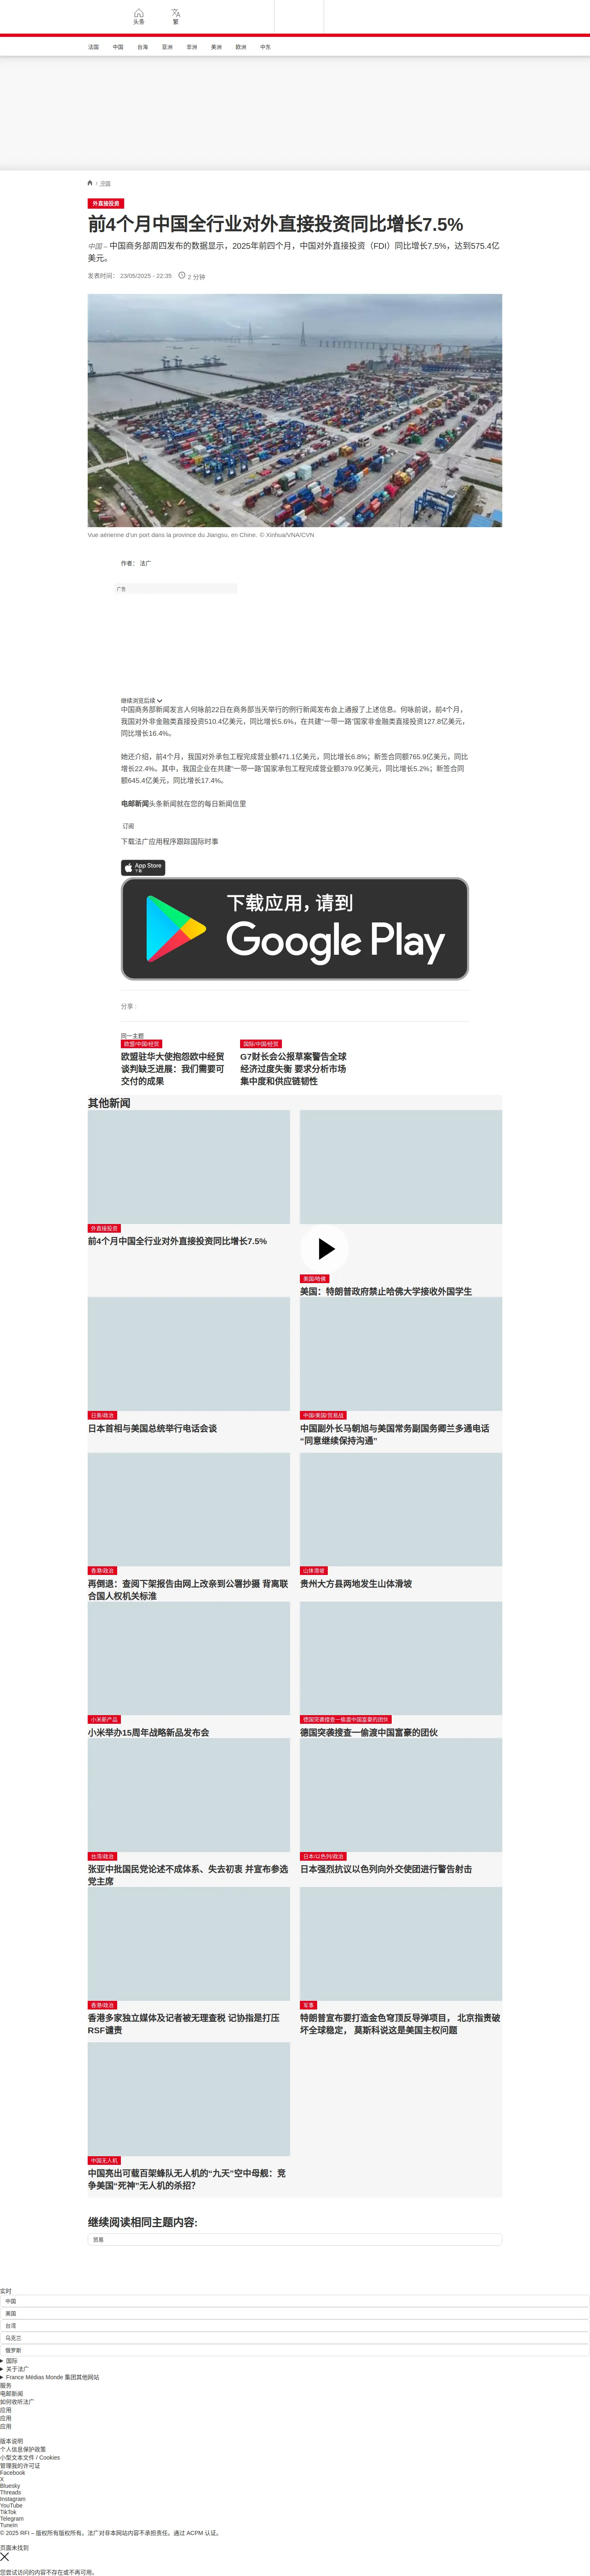 头条
繁
法国
中国
台海
亚洲
非洲
美洲
欧洲
中东
/ 中国
外直接投资
前4个月中国全行业对外直接投资同比增长7.5%
中国 – 中国商务部周四发布的数据显示，2025年前四个月，中国对外直接投资（FDI）同比增长7.5%，达到575.4亿
美元。
发表时间： 23/05/2025 - 22:35
2 分钟
Vue aérienne d'un port dans la province du Jiangsu, en Chine. © Xinhua/VNA/CVN
作者： 法广
广告
继续浏览后续
中国商务部新闻发言人何咏前22日在商务部当天举行的例行新闻发布会上通报了上述信息。何咏前说，前4个月，
我国对外非金融类直接投资510.4亿美元，同比增长5.6%，在共建“一带一路”国家非金融类直接投资127.8亿美元，
同比增长16.4%。
她还介绍，前4个月，我国对外承包工程完成营业额471.1亿美元，同比增长6.8%；新签合同额765.9亿美元，同比
增长22.4%。其中，我国企业在共建“一带一路”国家承包工程完成营业额379.9亿美元，同比增长5.2%；新签合同
额645.4亿美元，同比增长17.4%。
电邮新闻头条新闻就在您的每日新闻信里
订阅
下载法广应用程序跟踪国际时事
App Store
下载
下载应用，请到
Google Play
分享 :
同一主题
欧盟/中国/经贸
欧盟驻华大使抱怨欧中经贸
谈判缺乏进展：我们需要可
交付的成果
国际/中国/经贸
G7财长会公报草案警告全球
经济过度失衡 要求分析市场
集中度和供应链韧性
其他新闻
外直接投资
前4个月中国全行业对外直接投资同比增长7.5%
美国/哈佛
美国：特朗普政府禁止哈佛大学接收外国学生
日美/政治
日本首相与美国总统举行电话会谈
中国/美国/贸易战
中国副外长马朝旭与美国常务副国务卿兰多通电话
“同意继续保持沟通”
香港/政治
再倒退：查阅下架报告由网上改亲到公署抄摄 背离联
合国人权机关标淮
山体滑坡
贵州大方县两地发生山体滑坡
小米新产品
小米举办15周年战略新品发布会
德国突袭搜查一偷渡中国富豪的团伙
德国突袭搜查一偷渡中国富豪的团伙
台湾/政治
张亚中批国民党论述不成体系、失去初衷 并宣布参选
党主席
日本/以色列/政治
日本强烈抗议以色列向外交使团进行警告射击
香港/政治
香港多家独立媒体及记者被无理查税 记协指是打压
RSF谴责
军事
特朗普宣布要打造金色穹顶反导弹项目， 北京指责破
坏全球稳定， 莫斯科说这是美国主权问题
中国无人机
中国亮出可载百架蜂队无人机的“九天”空中母舰：竞
争美国“死神”无人机的杀招？
继续阅读相同主题内容:
贸易
实时
中国
美国
台湾
乌克兰
俄罗斯
国际
关于法广
France Médias Monde 集团其他网站
服务
电邮新闻
如何收听法广
应用
应用
应用
版本说明
个人信息保护政策
小型文本文件 / Cookies
管理我的许可证
Facebook
X
Bluesky
Threads
Instagram
YouTube
TikTok
Telegram
TuneIn
© 2025 RFI – 版权所有版权所有。法广对非本网站内容不承担责任。通过 ACPM 认证。
页面未找到
您尝试访问的内容不存在或不再可用。